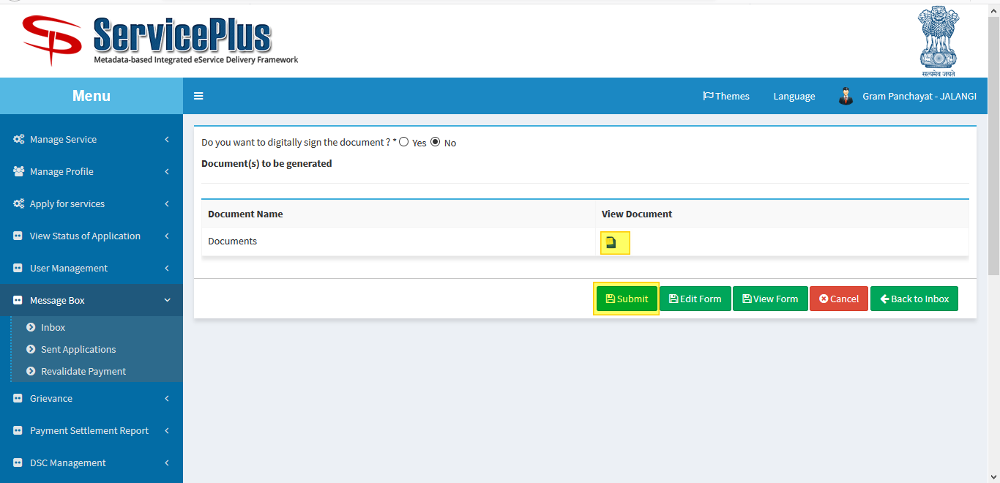 ServicePlus
Metadata-based Integrated eService Delivery Framework
सत्यमेव जयते
Menu
Themes
Language
Gram Panchayat - JALANGI
Manage Service
Manage Profile
Apply for services
View Status of Application
User Management
Message Box
Inbox
Sent Applications
Revalidate Payment
Grievance
Payment Settlement Report
DSC Management
Do you want to digitally sign the document ? * Yes No
Document(s) to be generated
Document Name View Document
Documents
Submit Edit Form View Form Cancel Back to Inbox